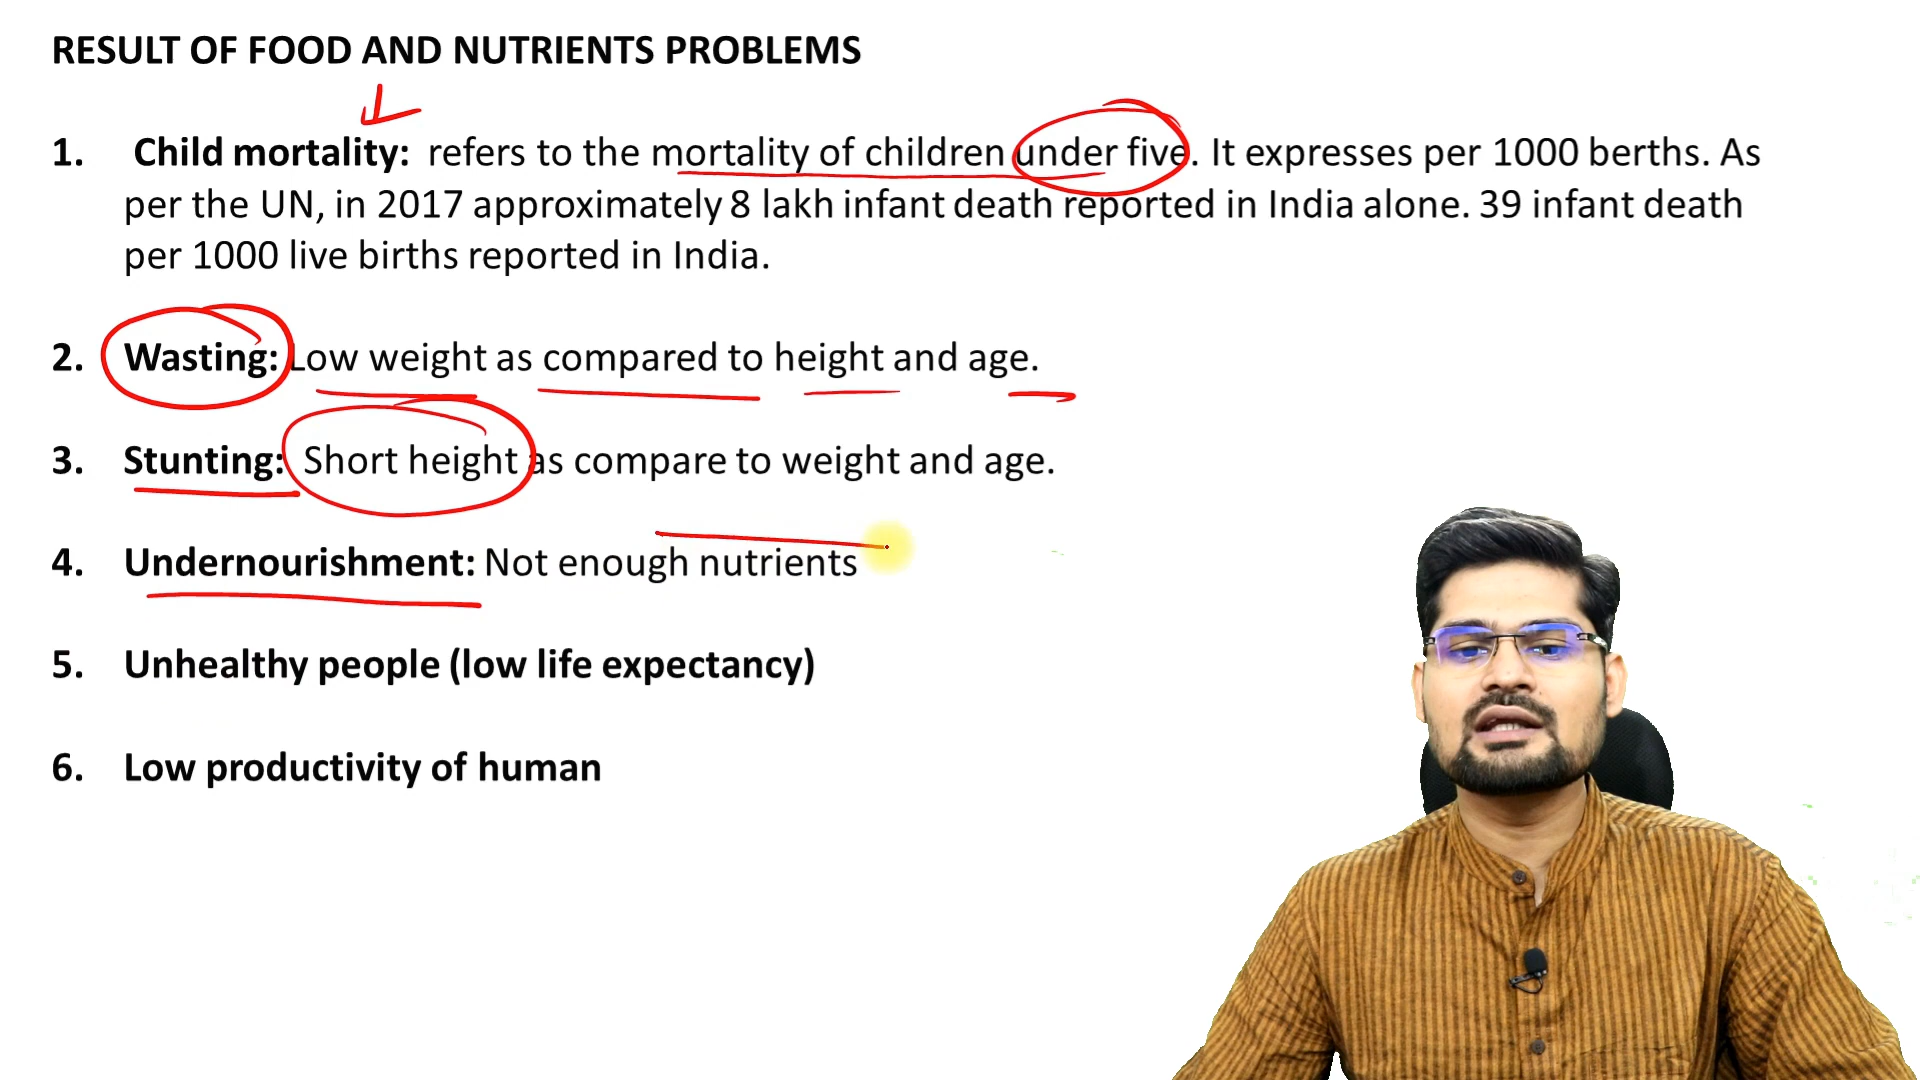 RESULT OF FOOD AND NUTRIENTS PROBLEMS
1. Child mortality: refers to the mortality of children under five. It expresses per 1000 berths. As
per the UN, in 2017 approximately 8 lakh infant death reported in India alone. 39 infant death
per 1000 live births reported in India.
2. Wasting: Low weight as compared to height and age.
3. Stunting: Short height as compare to weight and age.
4. Undernourishment: Not enough nutrients
5. Unhealthy people (low life expectancy)
6. Low productivity of human